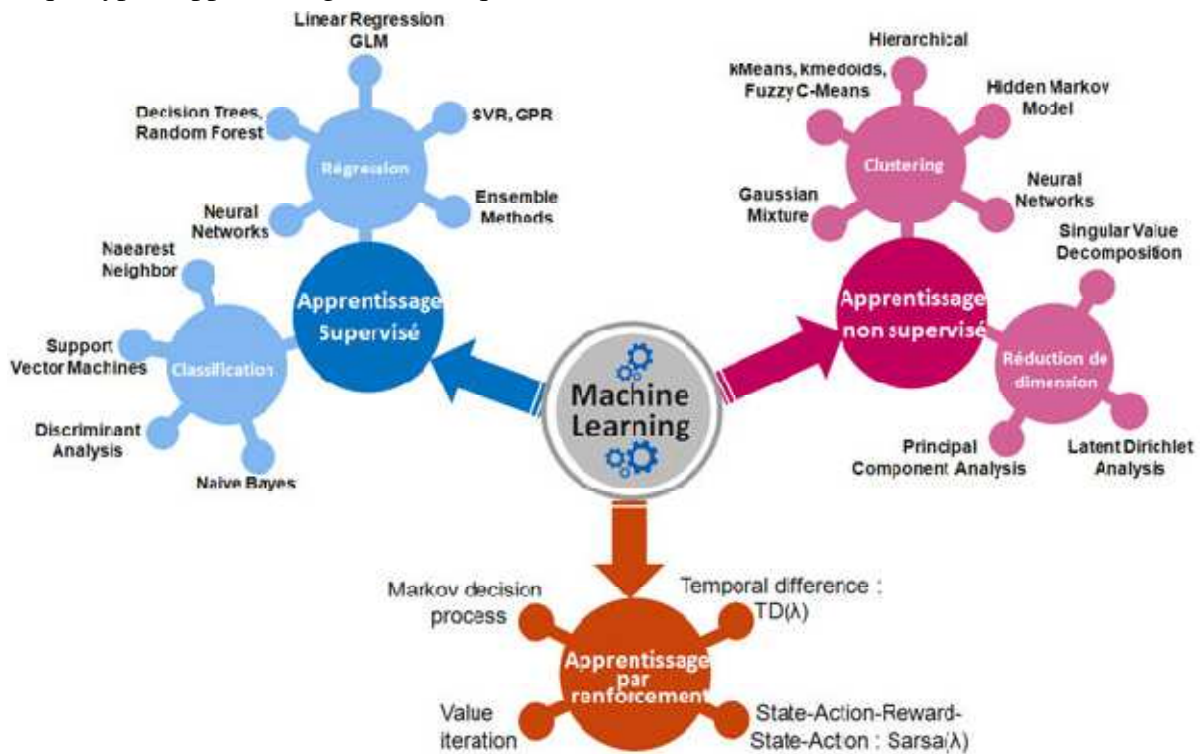 Linear Regression
GLM
Decision Trees,
Random Forest
SVR, GPR
Régression
Neural
Networks
Ensemble
Methods
Naearest
Neighbor
Support
Vector Machines
Classification
Discriminant
Analysis
Naive Bayes
Apprentissage
Supervisé
Hierarchical
kMeans, kmedoids,
Fuzzy C-Means
Hidden Markov
Model
Clustering
Gaussian
Mixture
Neural
Networks
Singular Value
Decomposition
Apprentissage
non supervisé
Réduction de
dimension
Principal
Component Analysis
Latent Dirichlet
Analysis
Machine
Learning
Markov decision
process
Temporal difference :
TD(λ)
Apprentissage
par
renforcement
Value
iteration
State-Action-Reward-
State-Action : Sarsa(λ)